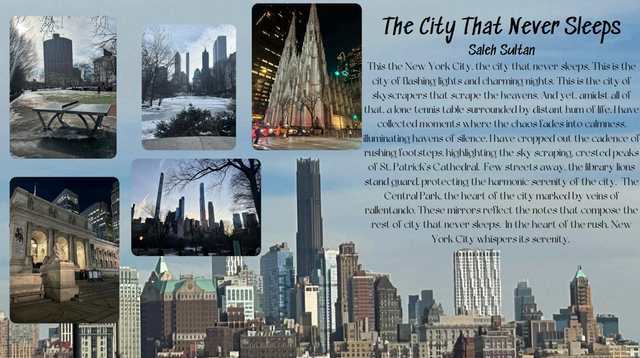 The City That Never Sleeps
Saleh Sultan
This the New York City, the city that never sleeps. This is the
city of flashing lights and charming nights. This is the city of
skyscrapers that scrape the heavens. And yet, amidst all of
that, a lone tennis table surrounded by distant hum of life. I have
collected moments where the chaos fades into calmness,
illuminating havens of silence. I have cropped out the cadence of
rushing footsteps, highlighting the sky scraping, crested peaks
of St. Patrick's Cathedral. Few streets away, the library lions
stand guard, protecting the harmonic serenity of the city. The
Central Park, the heart of the city marked by veins of
rallentando. These mirrors reflect the notes that compose the
rest of city that never sleeps. In the heart of the rush, New
York City whispers its serenity.